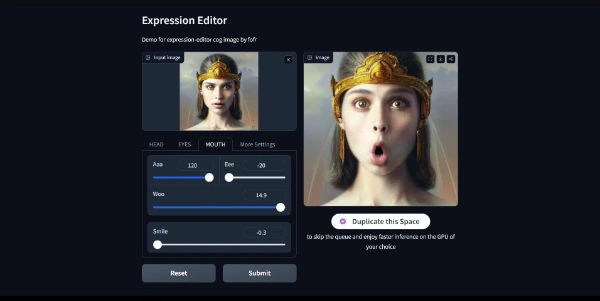 Expression Editor
Demo for expression-editor cog image by fofr
Input image
Image
HEAD EYES MOUTH More Settings
Aaa 120 Eee -20
Woo 14.9
Smile -0.3
Reset Submit
Duplicate this Space
to skip the queue and enjoy faster inference on the GPU of
your choice